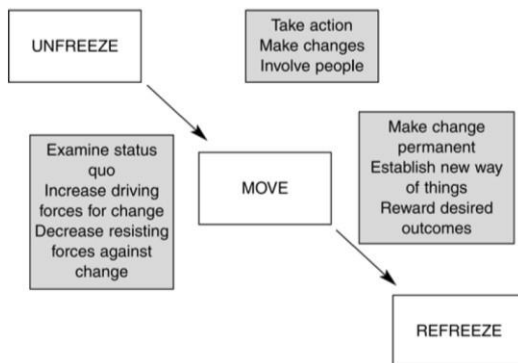 UNFREEZE
Take action
Make changes
Involve people
Examine status
quo
Increase driving
forces for change
Decrease resisting
forces against
change
MOVE
Make change
permanent
Establish new way
of things
Reward desired
outcomes
REFREEZE